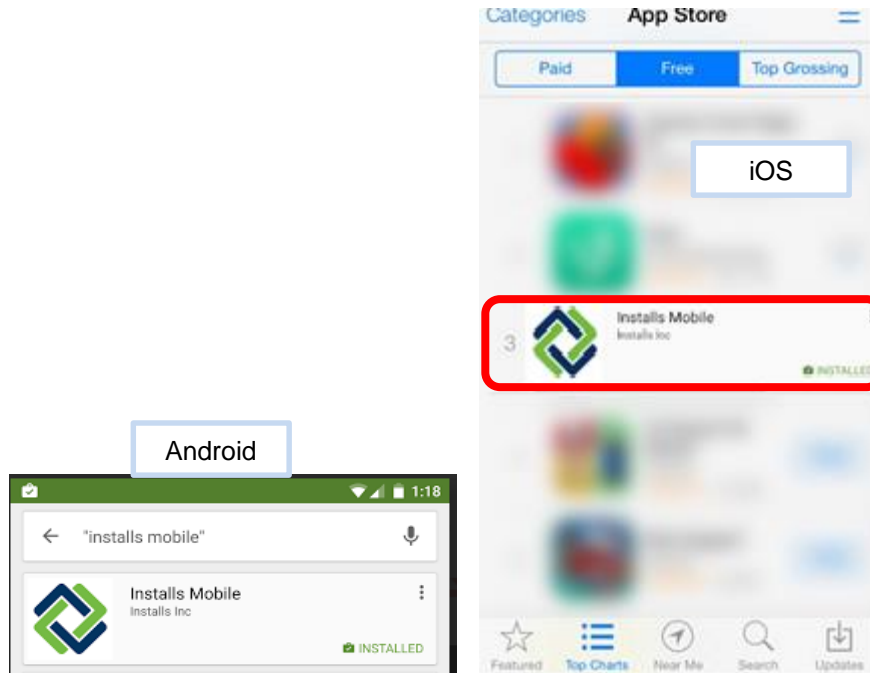 Categories App Store
Paid Free Top Grossing
iOS
3 Installs Mobile
Installs Inc
INSTALLED
Featured Top Charts Near Me Search Updates
Android
1:18
"installs mobile"
Installs Mobile
Installs Inc
INSTALLED